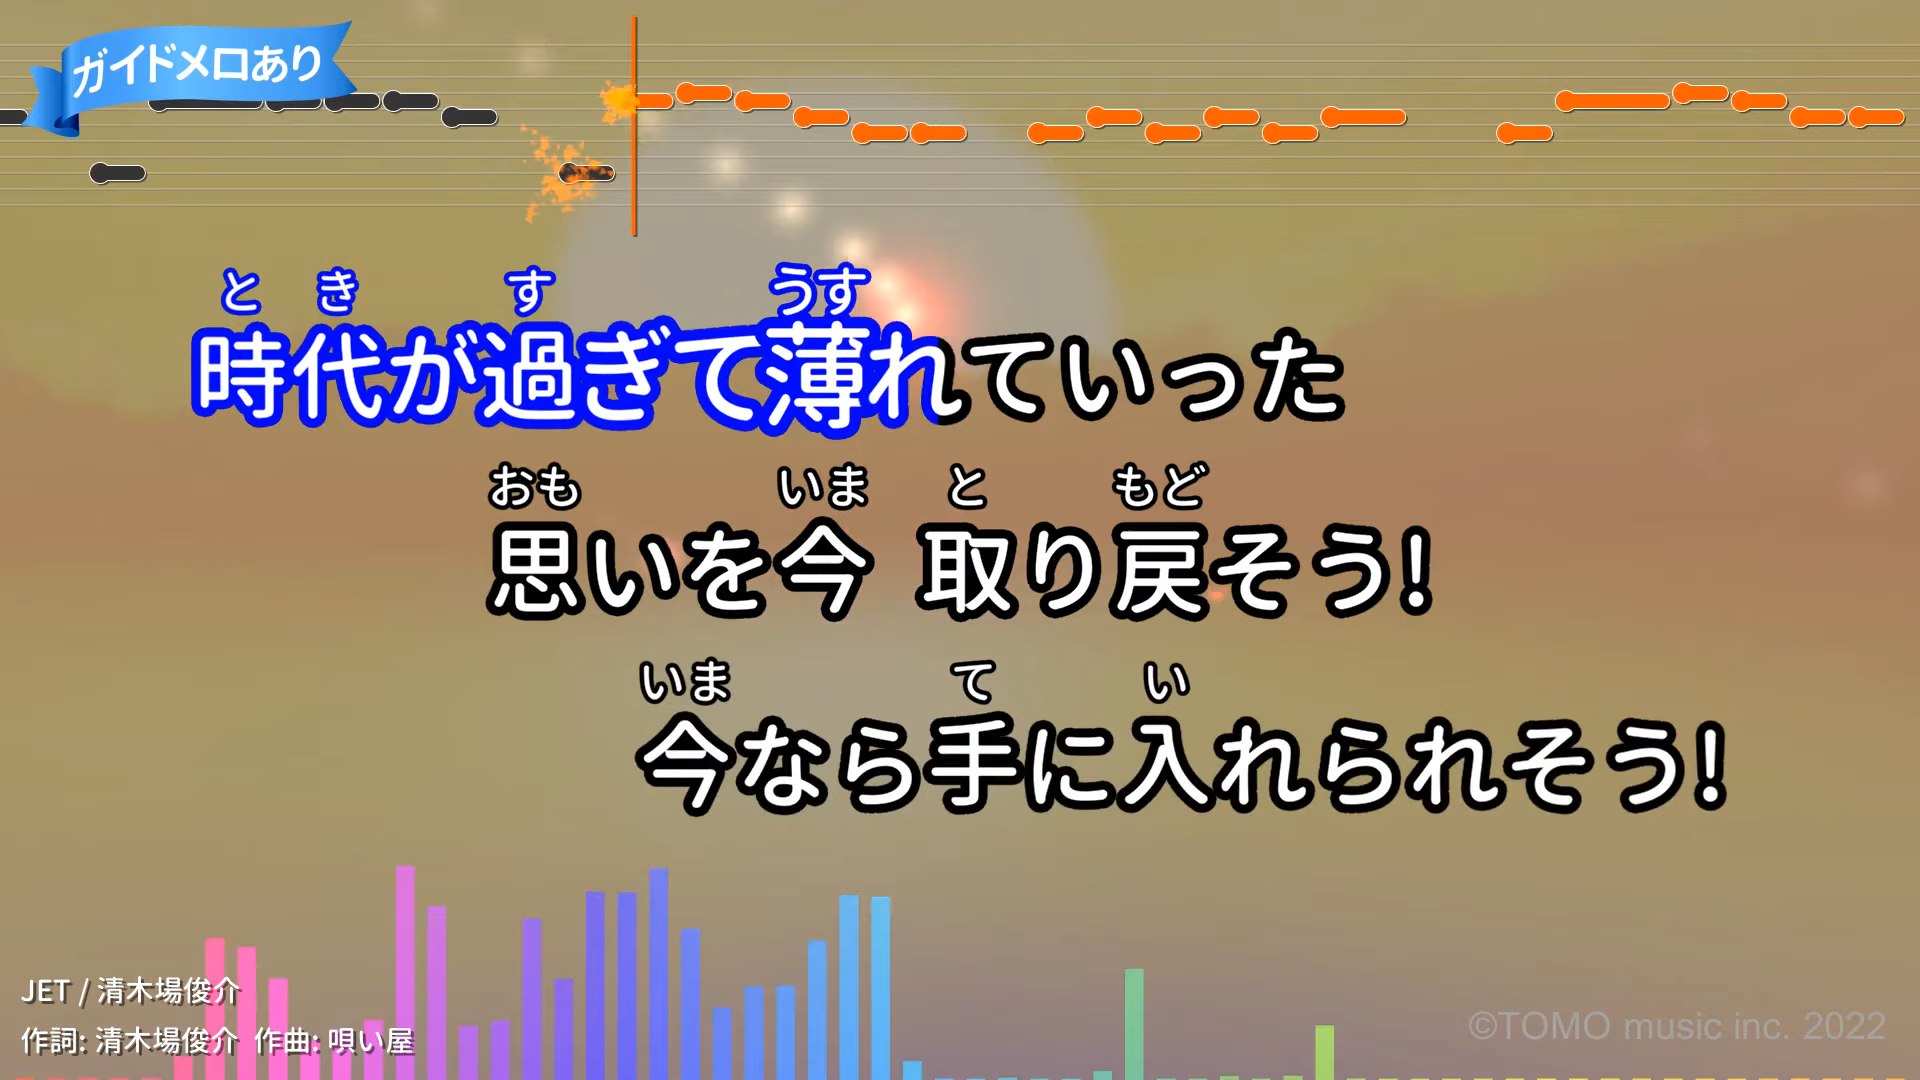 ガイドメロあり
とき す うす
時代が過ぎて薄れていった
おも いま と もど
思いを今 取り戻そう!
いま て い
今なら手に入れられそう!
JET / 清木場俊介
作詞: 清木場俊介 作曲: 唄い屋
©TOMO music inc. 2022